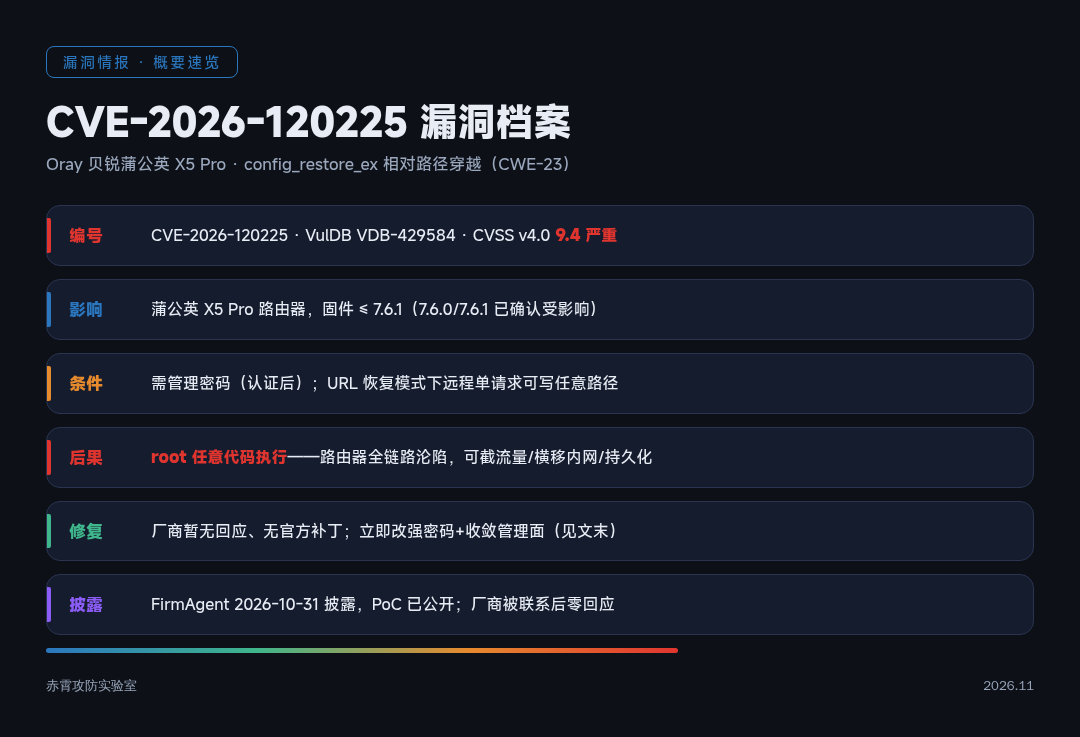 漏洞情报 · 概要速览
CVE-2026-120225 漏洞档案
Oray 贝锐蒲公英 X5 Pro · config_restore_ex 相对路径穿越（CWE-23）
编号 CVE-2026-120225 · VulDB VDB-429584 · CVSS v4.0 9.4 严重
影响 蒲公英 X5 Pro 路由器，固件 ≤ 7.6.1（7.6.0/7.6.1 已确认受影响）
条件 需管理密码（认证后）；URL 恢复模式下远程单请求可写任意路径
后果 root 任意代码执行——路由器全链路沦陷，可截流量/横移内网/持久化
修复 厂商暂无回应、无官方补丁；立即改强密码+收敛管理面（见文末）
披露 FirmAgent 2026-10-31 披露，PoC 已公开；厂商被联系后零回应
赤霄攻防实验室
2026.11